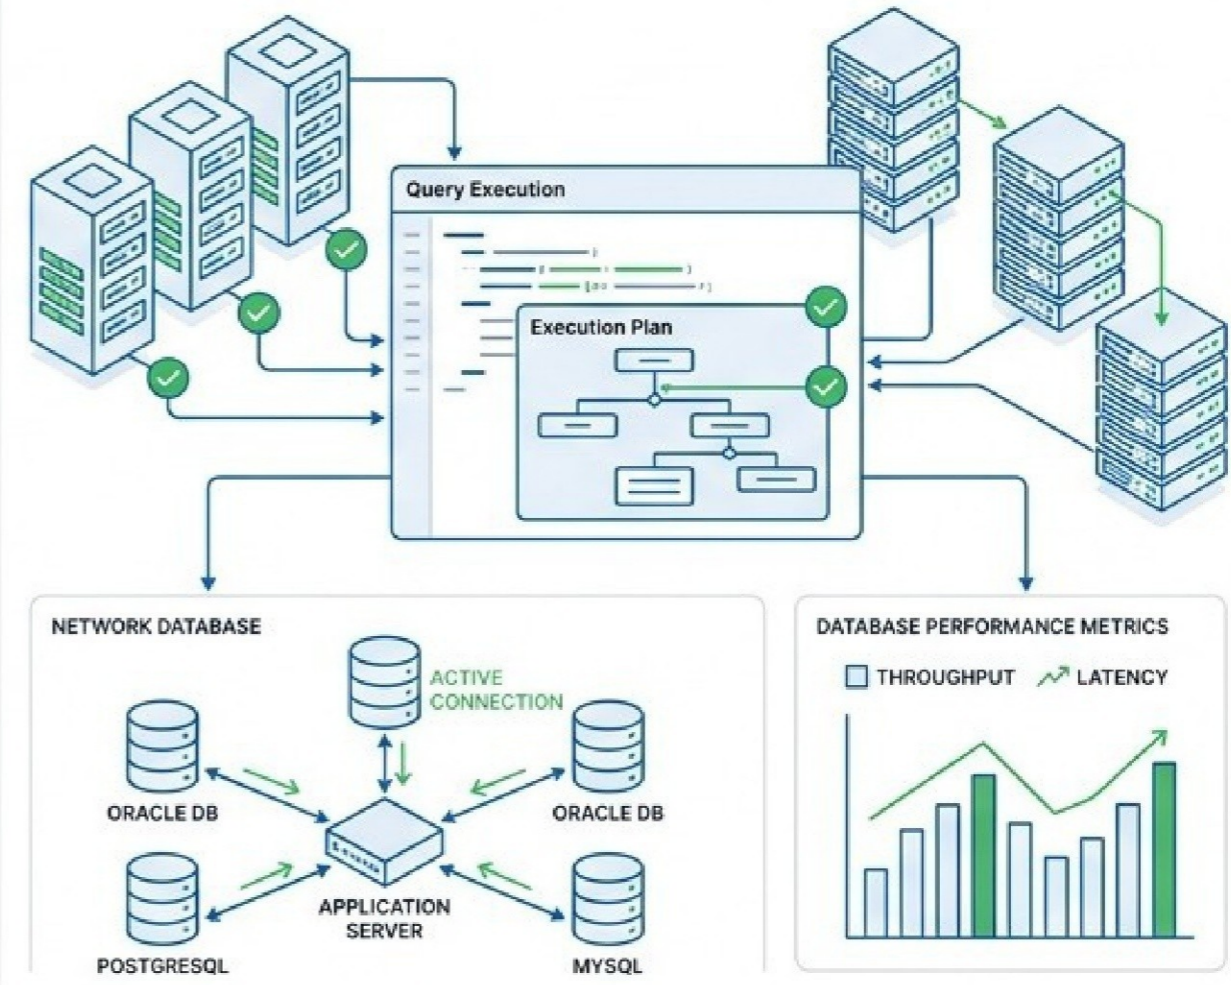 Query Execution
Execution Plan
NETWORK DATABASE
ACTIVE
CONNECTION
ORACLE DB
ORACLE DB
APPLICATION
SERVER
POSTGRESQL
MYSQL
DATABASE PERFORMANCE METRICS
THROUGHPUT
LATENCY